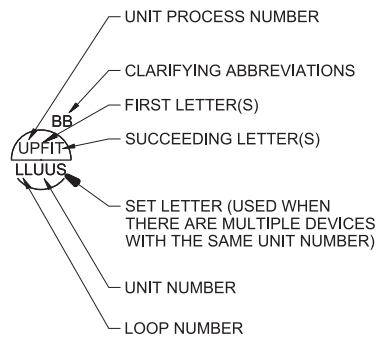 UNIT PROCESS NUMBER
CLARIFYING ABBREVIATIONS
BB
FIRST LETTER(S)
UPFIT
SUCCEEDING LETTER(S)
LLUUS
SET LETTER (USED WHEN
THERE ARE MULTIPLE DEVICES
WITH THE SAME UNIT NUMBER)
UNIT NUMBER
LOOP NUMBER